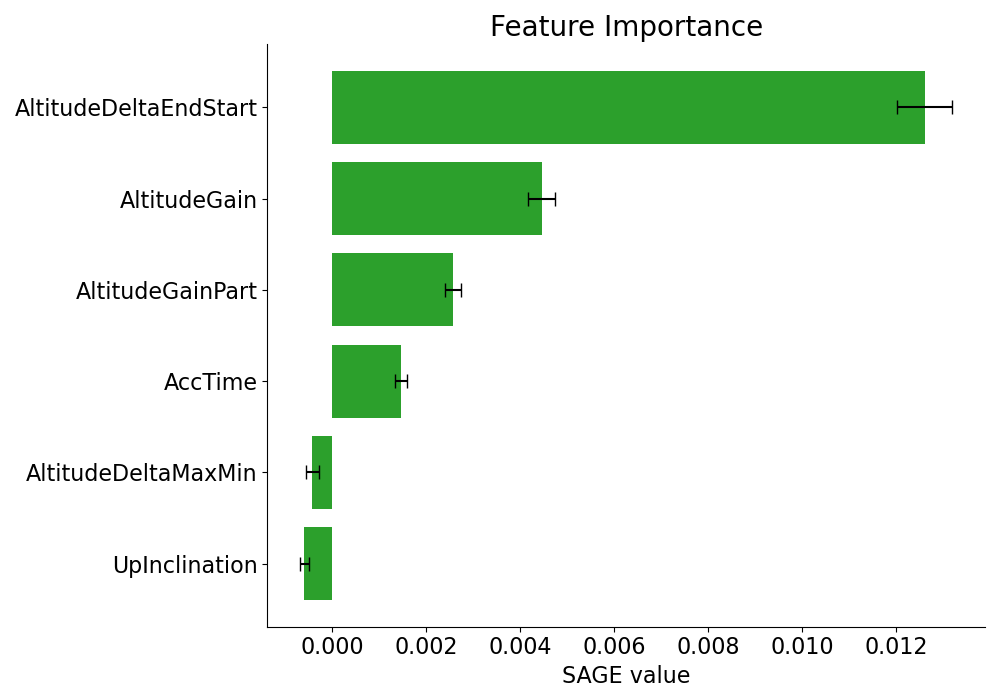 Feature Importance
AltitudeDeltaEndStart
AltitudeGain
AltitudeGainPart
AccTime
AltitudeDeltaMaxMin
UpInclination
0.000 0.002 0.004 0.006 0.008 0.010 0.012
SAGE value